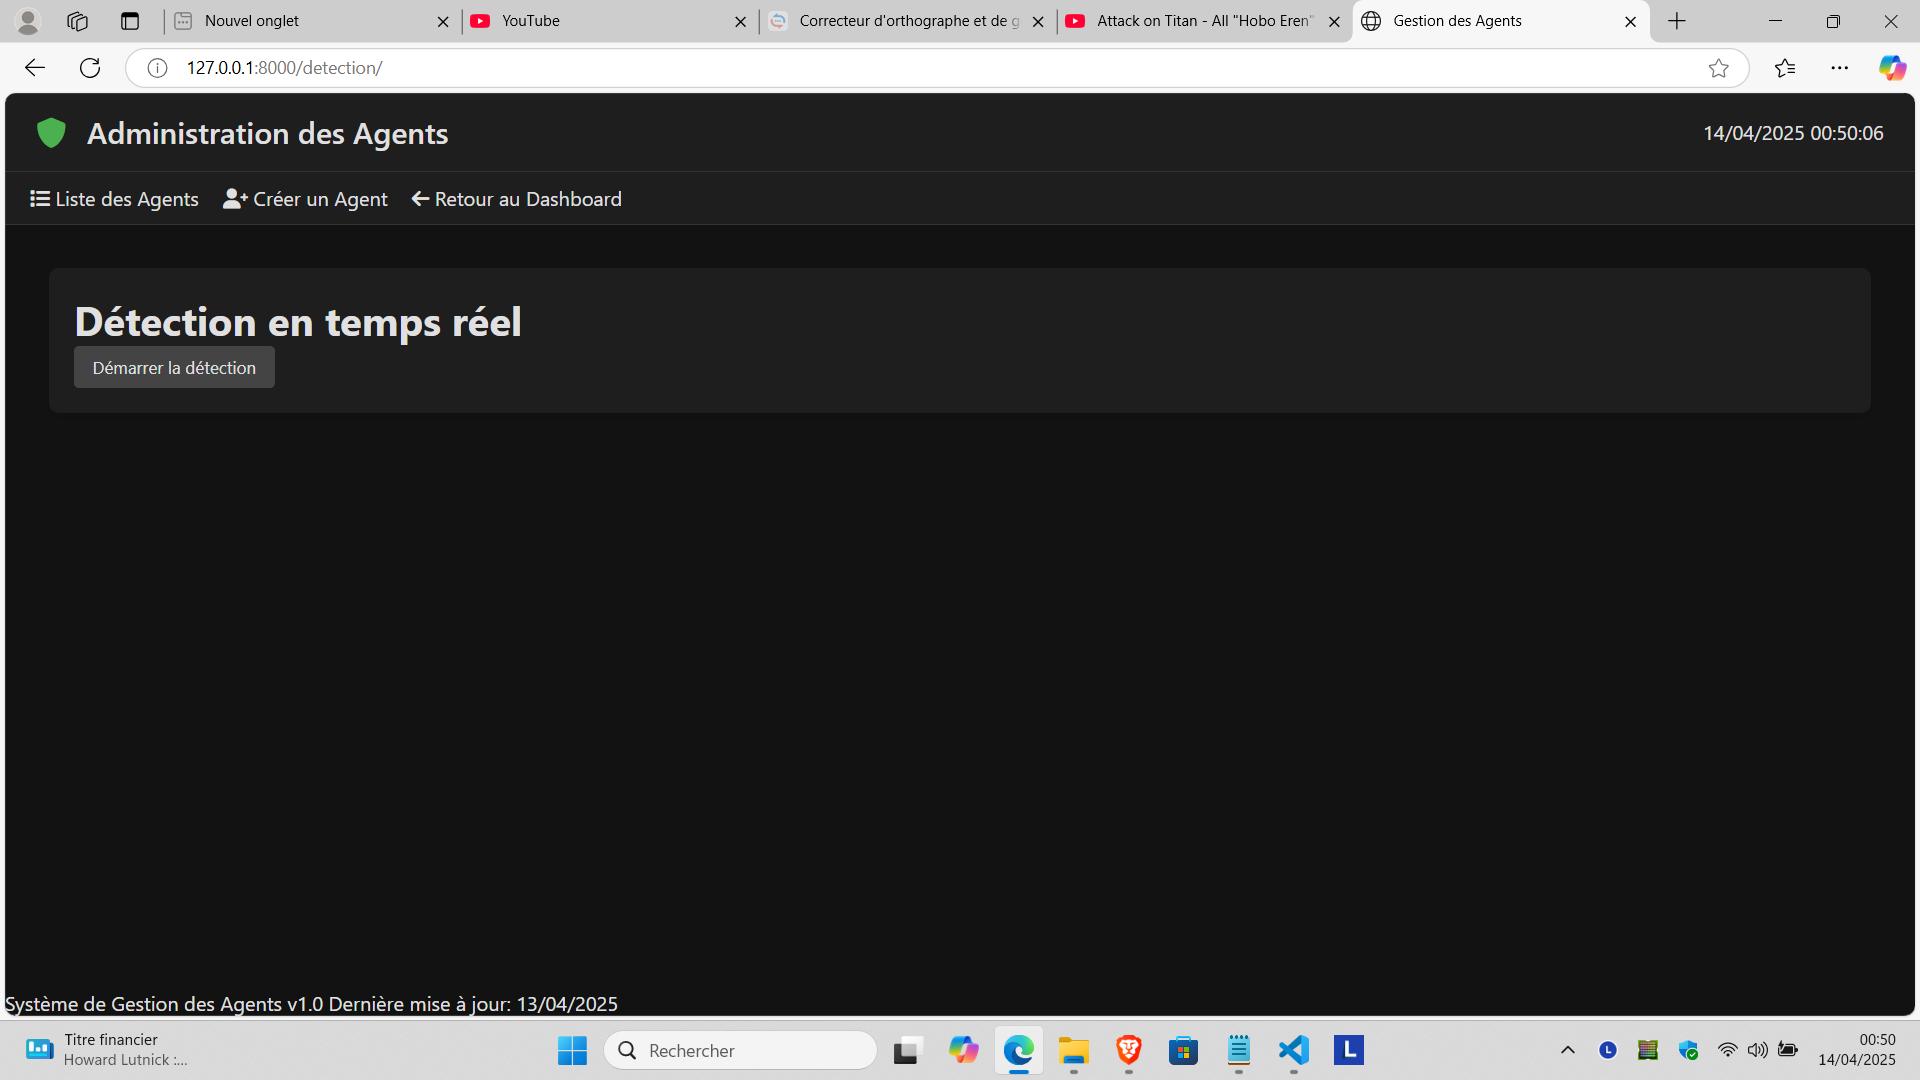 Nouvel onglet
YouTube
Correcteur d'orthographe et de g
Attack on Titan - All "Hobo Eren"
Gestion des Agents
127.0.0.1:8000/detection/
Administration des Agents
14/04/2025 00:50:06
Liste des Agents
Créer un Agent
Retour au Dashboard
Détection en temps réel
Démarrer la détection
Système de Gestion des Agents v1.0 Dernière mise à jour: 13/04/2025
Titre financier
Howard Lutnick :...
Rechercher
L
L
00:50
14/04/2025